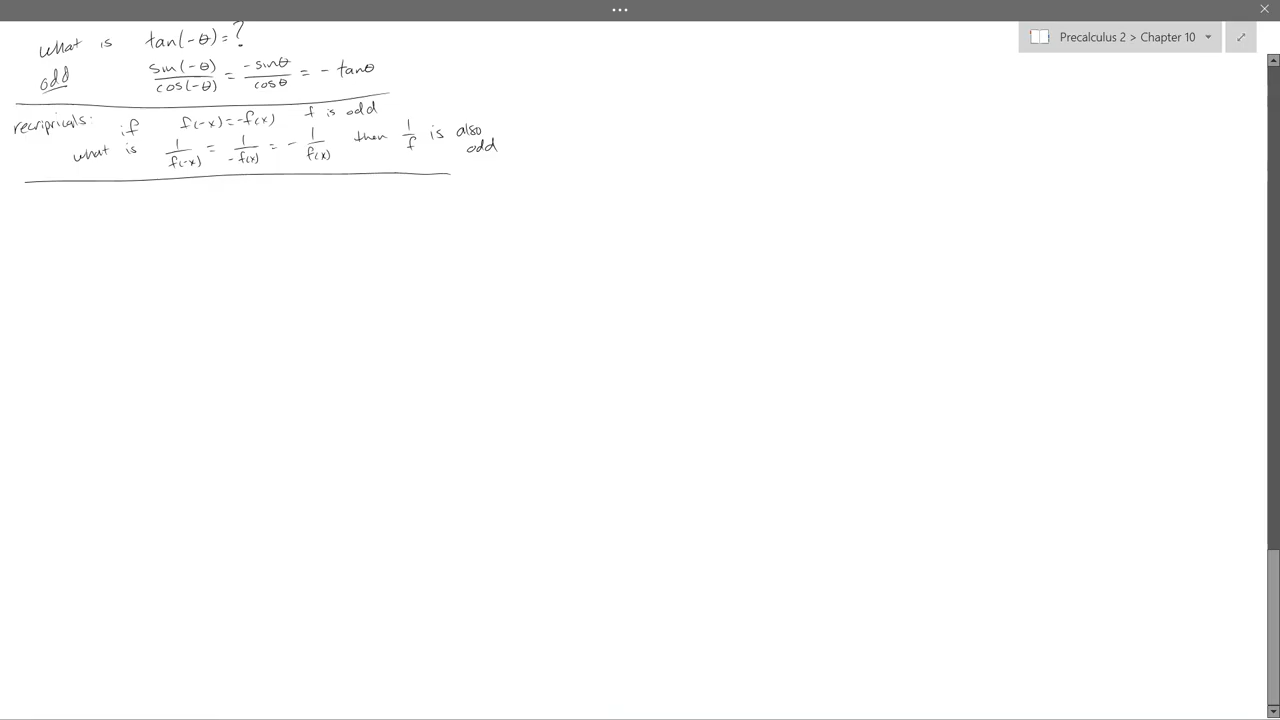 Precalculus 2 > Chapter 10
what is tan(-θ)=?
odd sin(-θ)/cos(-θ) = -sinθ/cosθ = - tanθ
recripricals: if f(-x)=-f(x) f is odd
what is 1/f(-x) = 1/-f(x) = - 1/f(x) then 1/f is also
odd